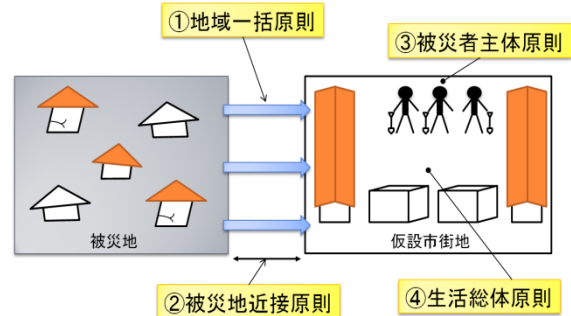 ①地域一括原則
③被災者主体原則
被災地
仮設市街地
②被災地近接原則
④生活総体原則